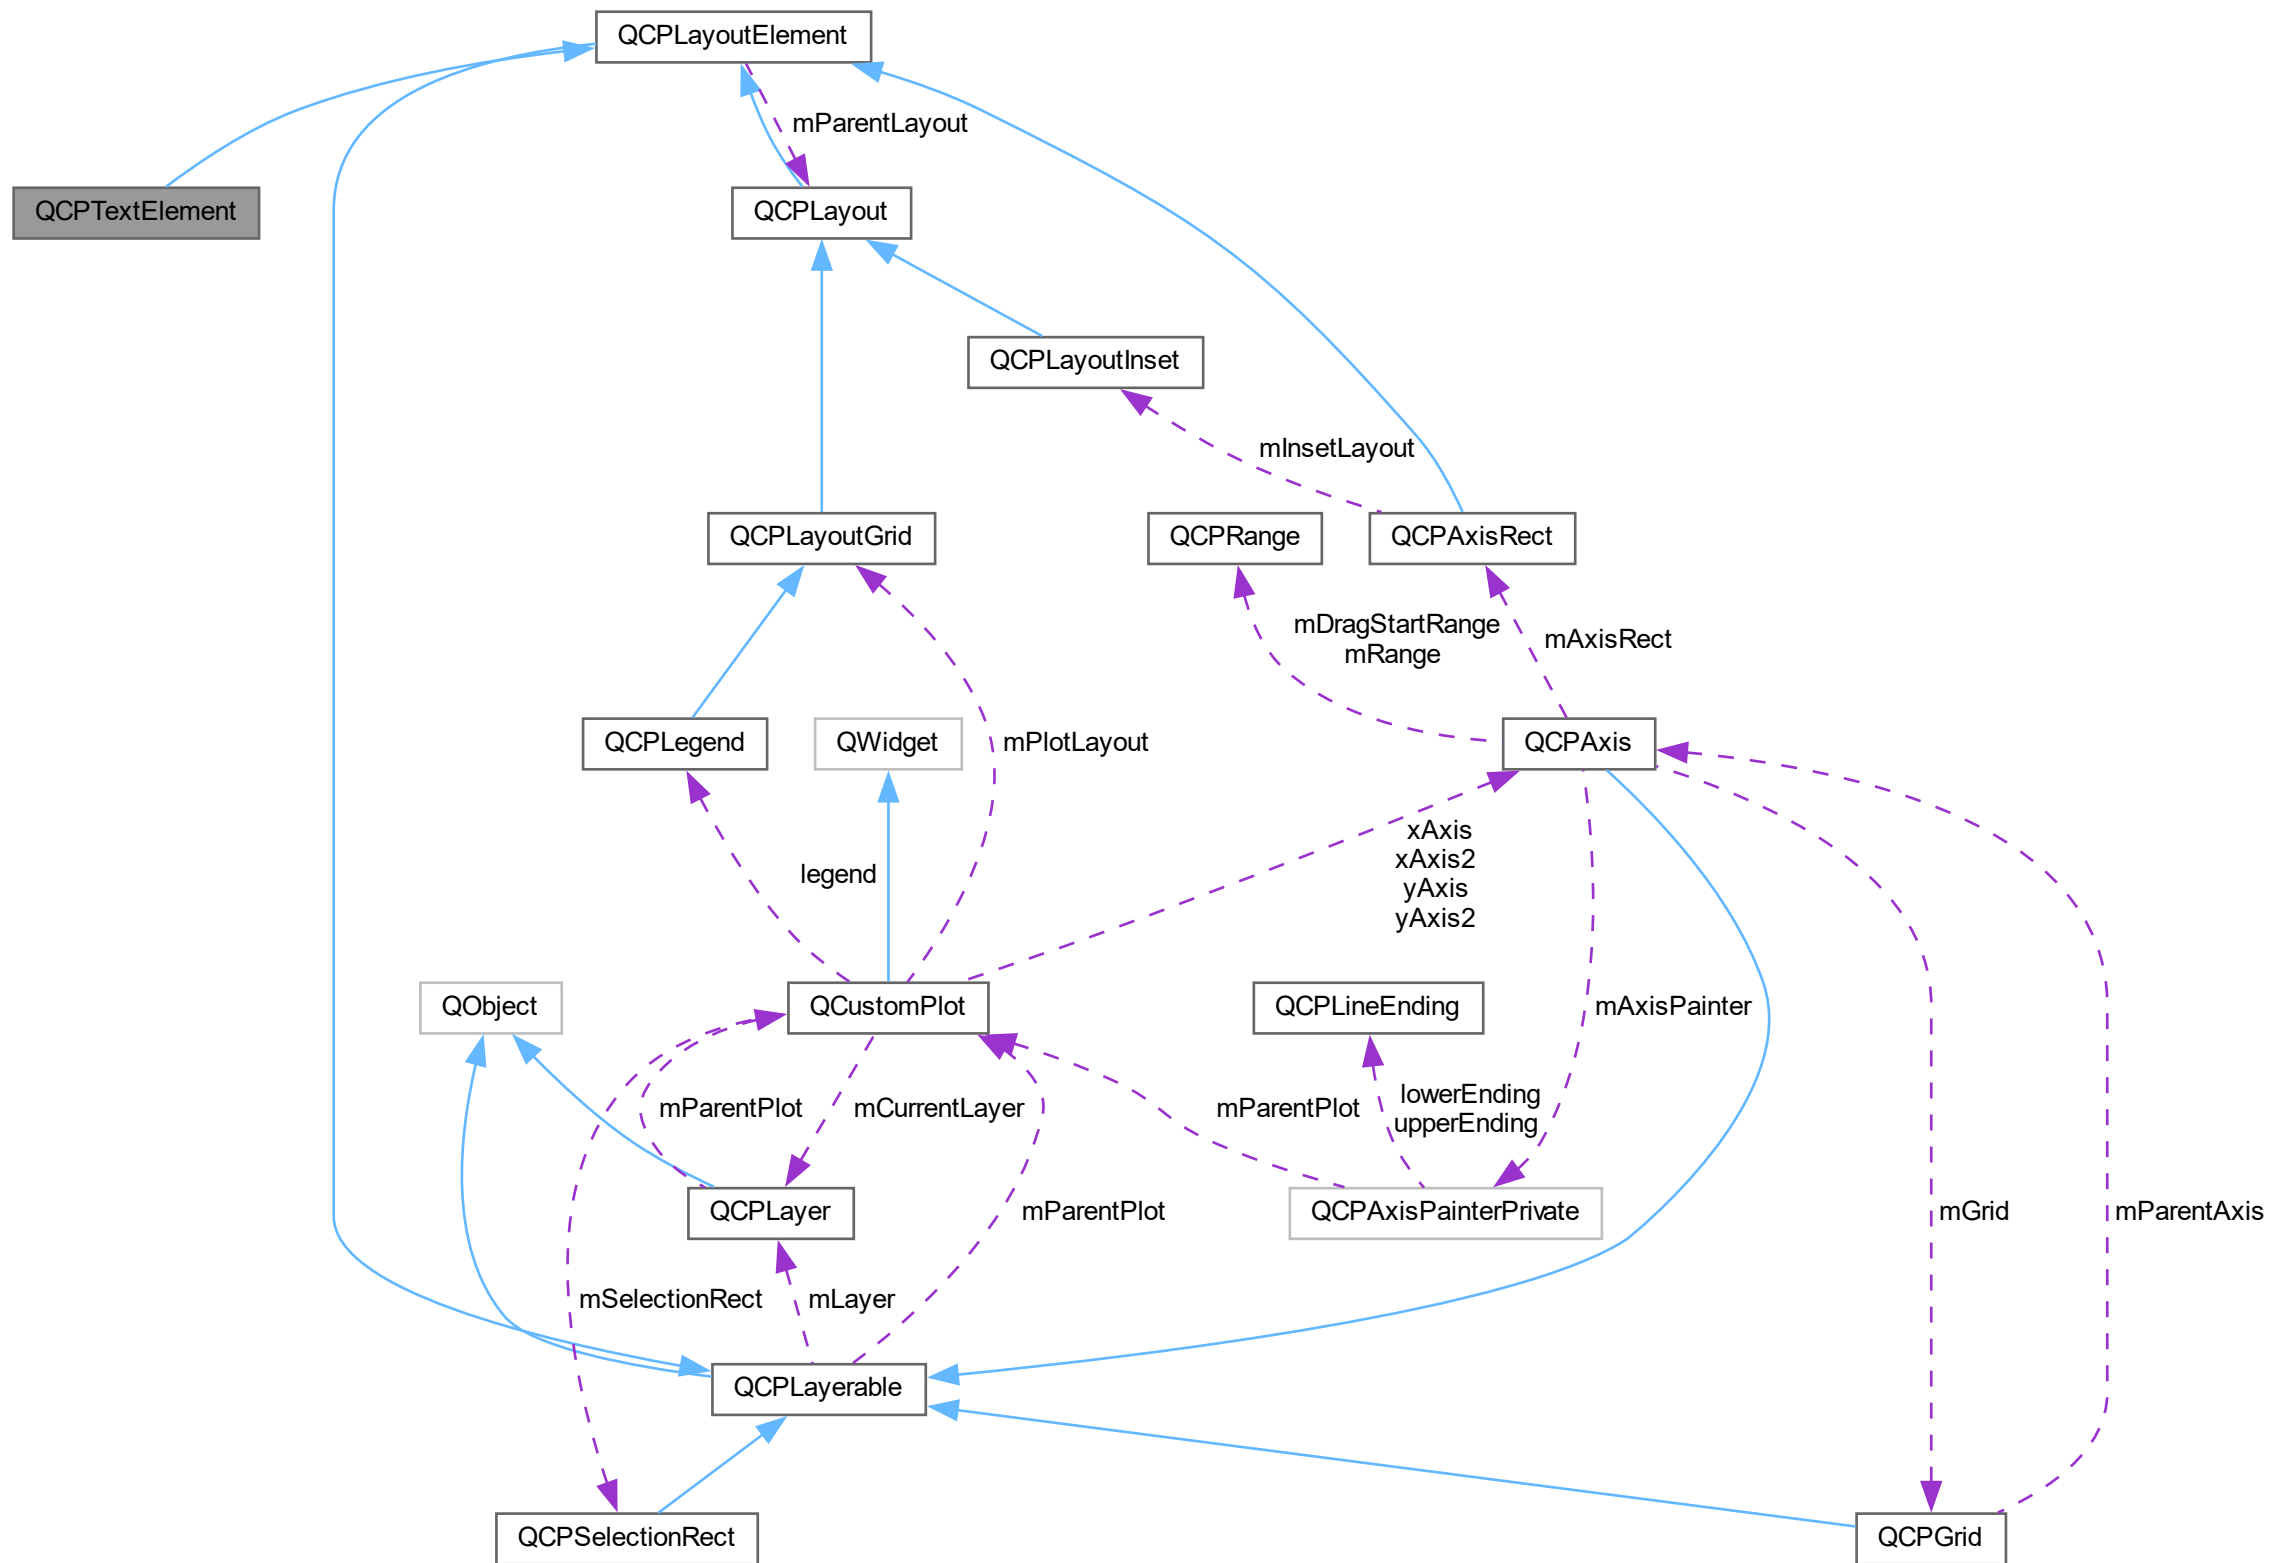 QCPLayoutElement
mParentLayout
QCPTextElement
QCPLayout
QCPLayoutInset
mInsetLayout
QCPLayoutGrid
QCPRange
QCPAxisRect
mDragStartRange
mRange
mAxisRect
QCPLegend
QWidget
mPlotLayout
QCPAxis
legend
xAxis
xAxis2
yAxis
yAxis2
QObject
QCustomPlot
QCPLineEnding
mAxisPainter
mParentPlot
mCurrentLayer
mParentPlot
lowerEnding
upperEnding
QCPLayer
mParentPlot
QCPAxisPainterPrivate
mGrid
mParentAxis
mSelectionRect
mLayer
QCPLayerable
QCPSelectionRect
QCPGrid